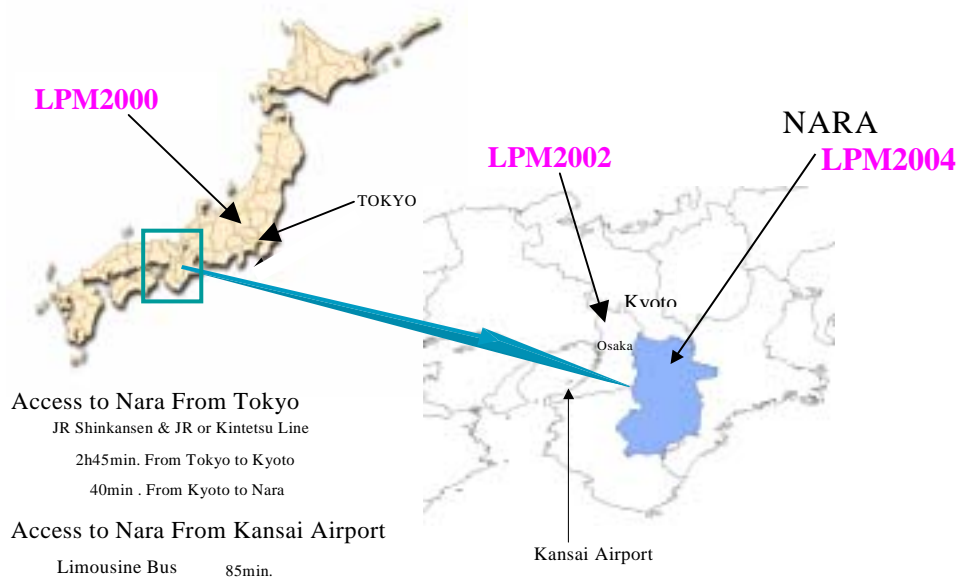 LPM2000
NARA
LPM2002
LPM2004
TOKYO
Kyoto
Osaka
Access to Nara From Tokyo
JR Shinkansen & JR or Kintetsu Line
2h45min. From Tokyo to Kyoto
40min . From Kyoto to Nara
Access to Nara From Kansai Airport
Kansai Airport
Limousine Bus 85min.